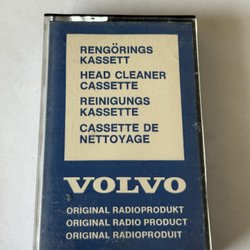 RENGÖRINGS
KASSETT
HEAD CLEANER
CASSETTE
REINIGUNGS
KASSETTE
CASSETTE DE
NETTOYAGE
VOLVO
ORIGINAL RADIOPRODUKT
ORIGINAL RADIO PRODUCT
ORIGINAL RADIOPRODUIT